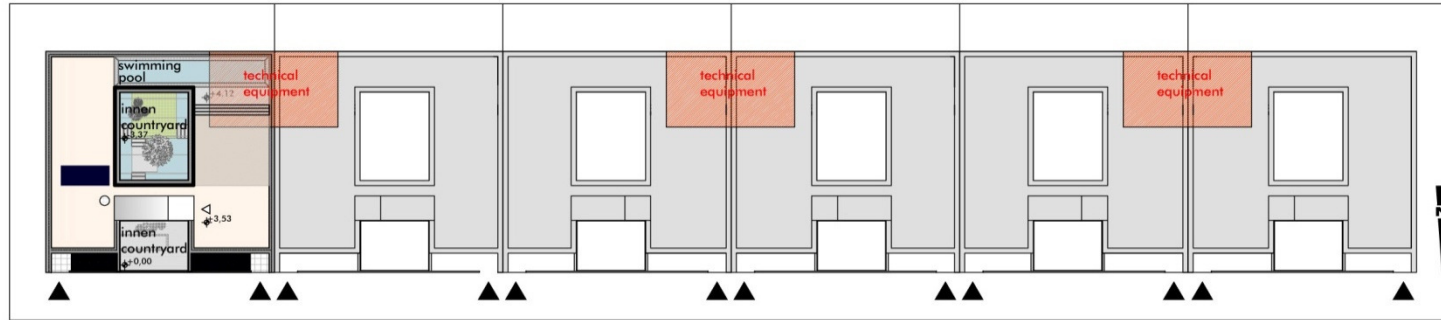 swimming
pool
technical
equipment
+4.12
innen
countryard
+3,37
+3,53
innen
countryard
+0,00
technical
equipment
technical
equipment